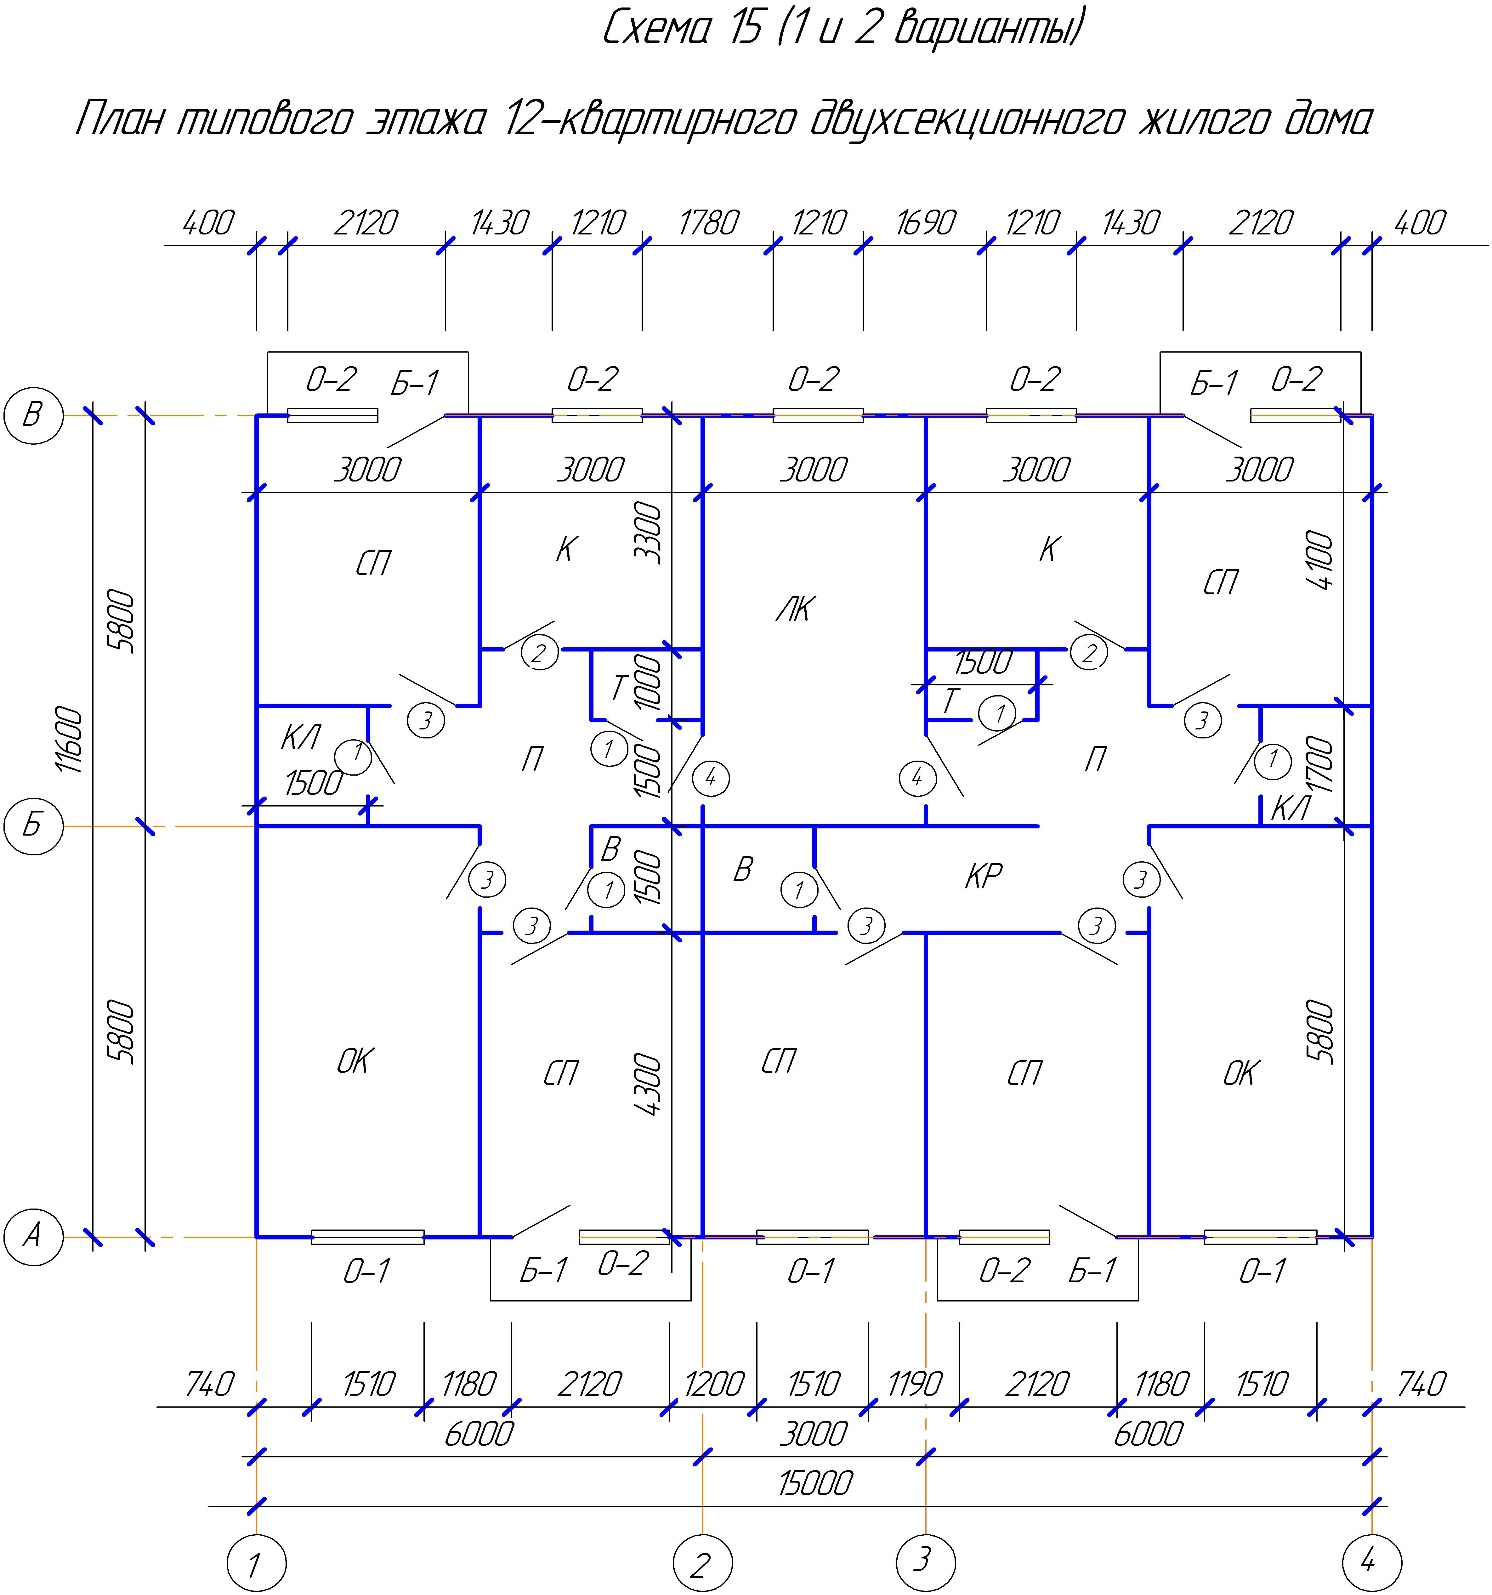 Схема 15 (1 и 2 варианты)
План типового этажа 12-квартирного двухсекционного жилого дома
400 2120 1430 1210 1780 1210 1690 1210 1430 2120 400
О-2 Б-1 О-2 О-2 О-2 Б-1 О-2
В
3000 3000 3000 3000 3000
3300
4100
СП К К СП
5800
ЛК
2 2
1500
1000
Т Т 1
3 3
11600
КЛ 1 П 1 П 1
1500 1500 4 4 1700
КЛ
Б
В
1500
3 1 В 1 КР 3
3 3 3
5800
5800
ОК СП 4300 СП СП ОК
А
О-1 Б-1 О-2 О-1 О-2 Б-1 О-1
740 1510 1180 2120 1200 1510 1190 2120 1180 1510 740
6000 3000 6000
15000
1 2 3 4